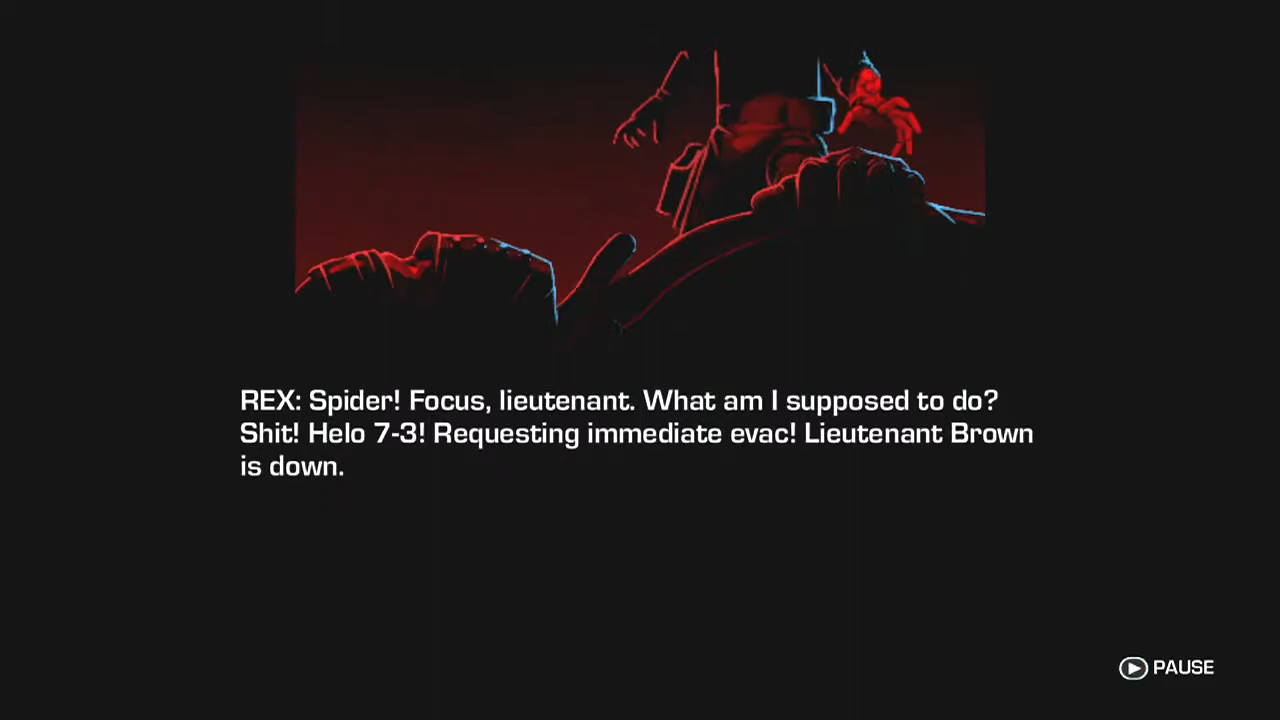 REX: Spider! Focus, lieutenant. What am I supposed to do?
Shit! Helo 7-3! Requesting immediate evac! Lieutenant Brown
is down.
PAUSE